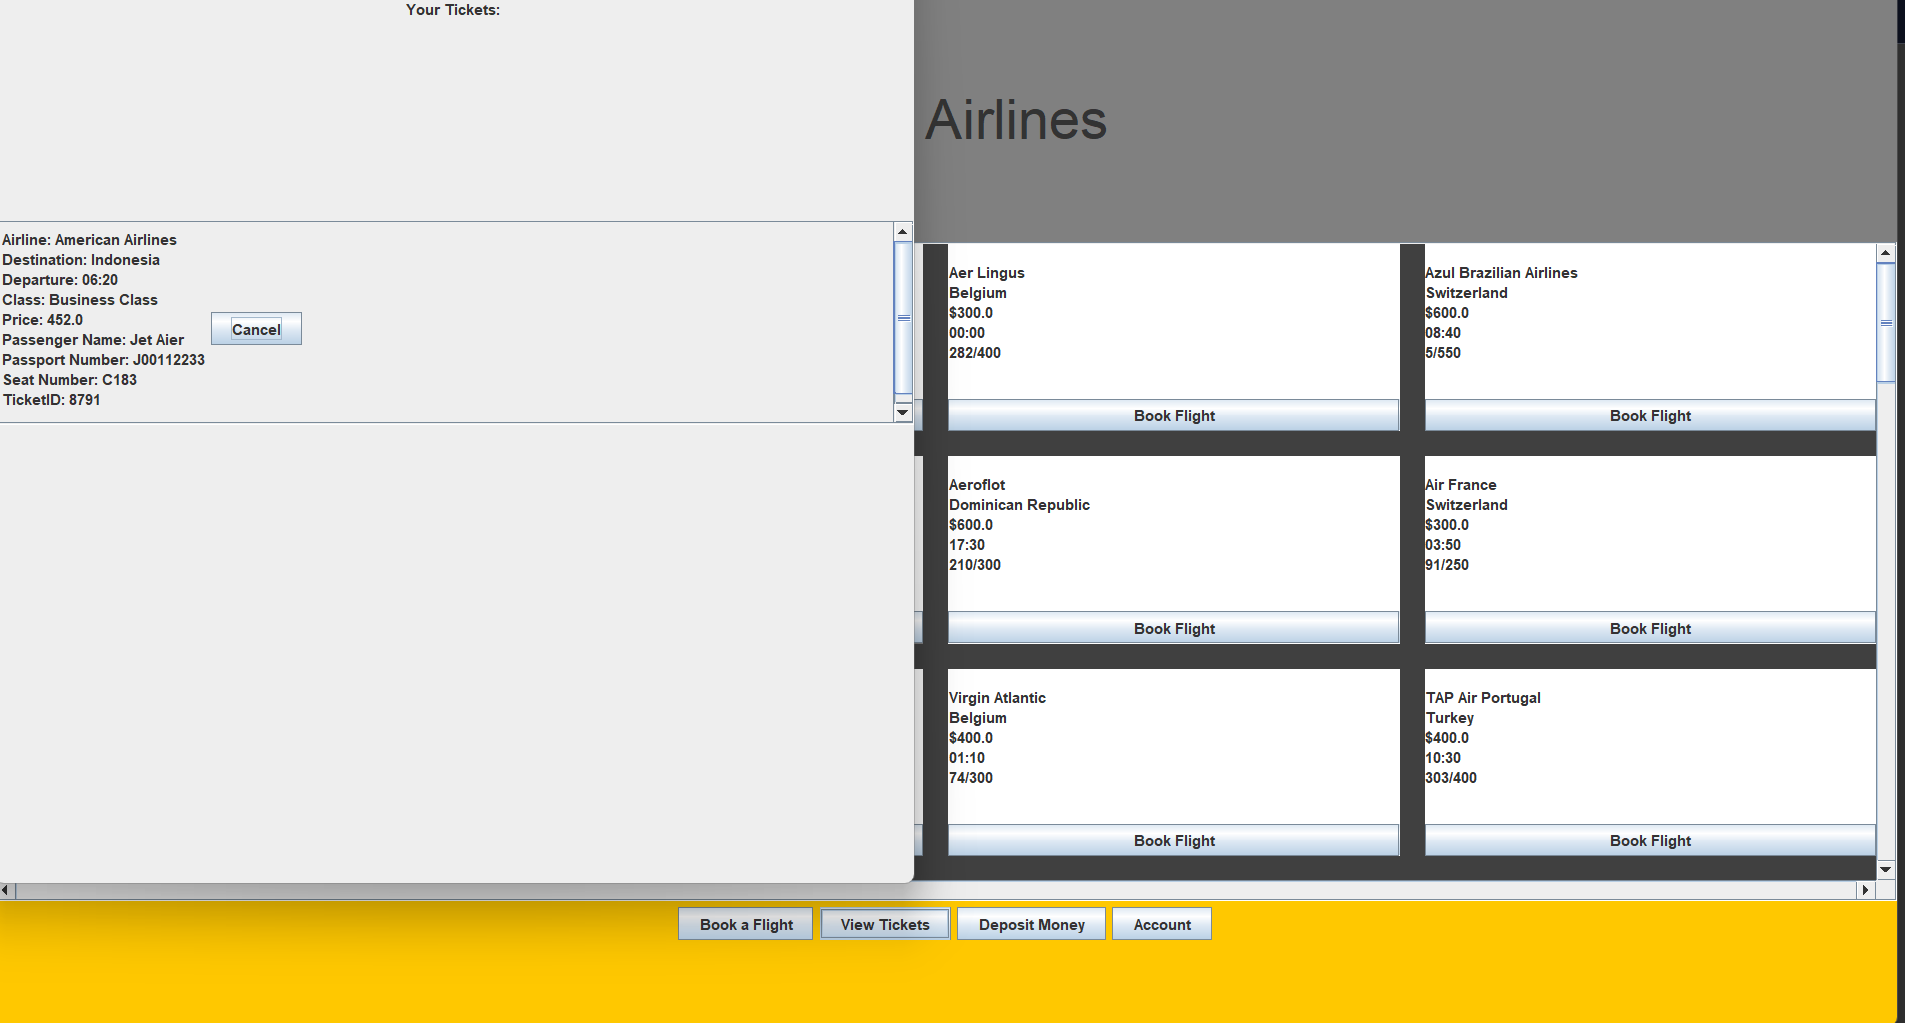 Your Tickets:
Airline: American Airlines
Destination: Indonesia
Departure: 06:20
Class: Business Class
Price: 452.0
Passenger Name: Jet Aier
Passport Number: J00112233
Seat Number: C183
TicketID: 8791
Cancel
Airlines
Aer Lingus
Belgium
$300.0
00:00
282/400
Book Flight
Azul Brazilian Airlines
Switzerland
$600.0
08:40
5/550
Book Flight
Aeroflot
Dominican Republic
$600.0
17:30
210/300
Book Flight
Air France
Switzerland
$300.0
03:50
91/250
Book Flight
Virgin Atlantic
Belgium
$400.0
01:10
74/300
Book Flight
TAP Air Portugal
Turkey
$400.0
10:30
303/400
Book Flight
Book a Flight
View Tickets
Deposit Money
Account